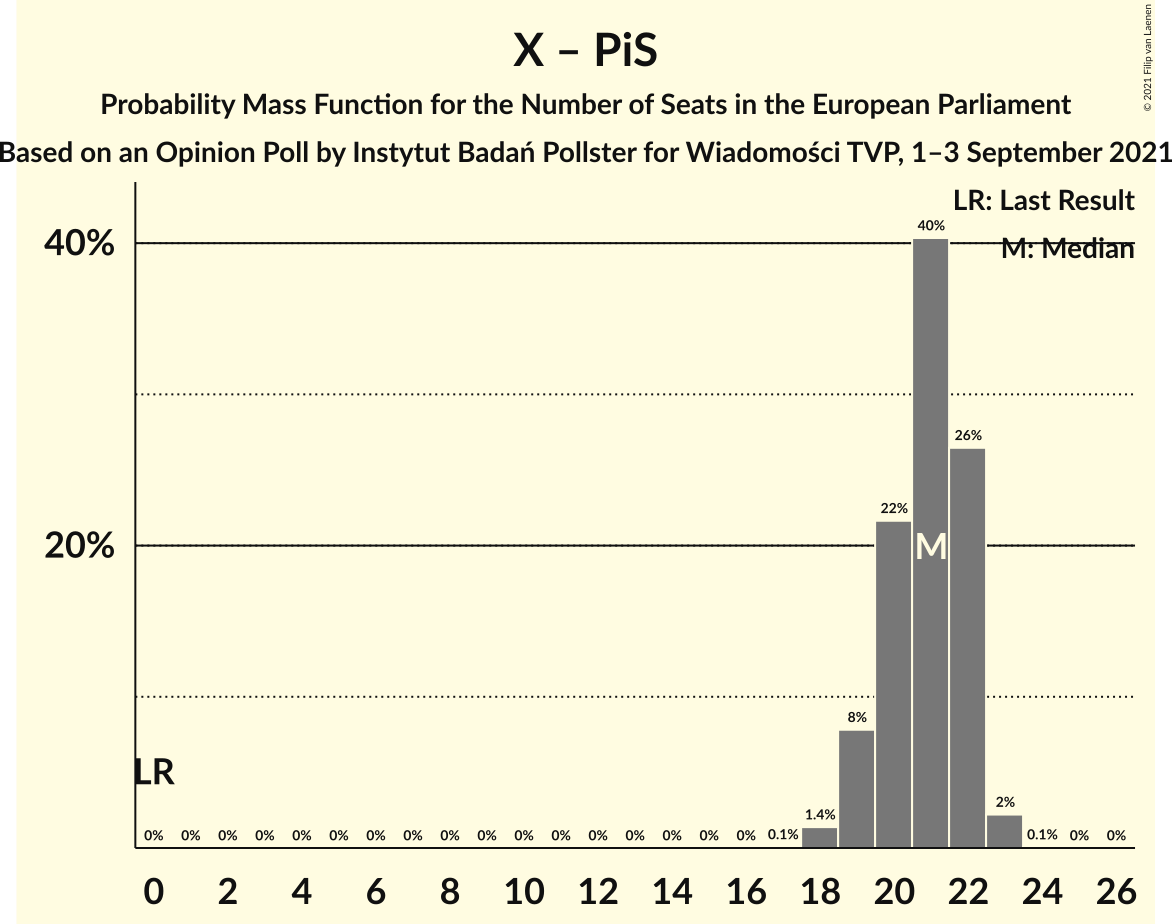 X – PiS
Probability Mass Function for the Number of Seats in the European Parliament
Based on an Opinion Poll by Instytut Badań Pollster for Wiadomości TVP, 1–3 September 2021
© 2021 Filip van Laenen
LR: Last Result
M: Median
40%
20%
40%
26%
22%
M
8%
LR
2%
1.4%
0% 0% 0% 0% 0% 0% 0% 0% 0% 0% 0% 0% 0% 0% 0% 0% 0% 0.1% 0.1% 0% 0%
0 2 4 6 8 10 12 14 16 18 20 22 24 26